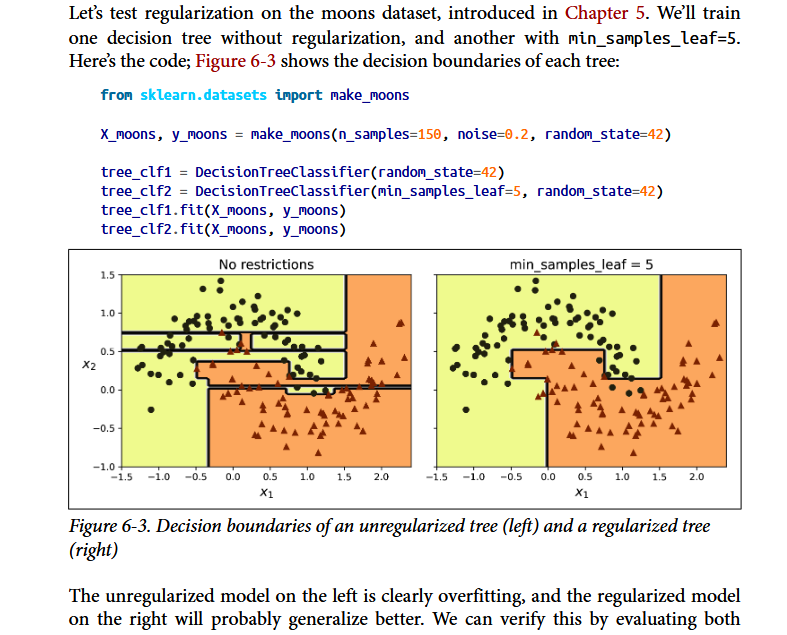 Let’s test regularization on the moons dataset, introduced in Chapter 5. We’ll train
one decision tree without regularization, and another with min_samples_leaf=5.
Here’s the code; Figure 6-3 shows the decision boundaries of each tree:
from sklearn.datasets import make_moons
X_moons, y_moons = make_moons(n_samples=150, noise=0.2, random_state=42)
tree_clf1 = DecisionTreeClassifier(random_state=42)
tree_clf2 = DecisionTreeClassifier(min_samples_leaf=5, random_state=42)
tree_clf1.fit(X_moons, y_moons)
tree_clf2.fit(X_moons, y_moons)
No restrictions
1.5
1.0
0.5
x2
0.0
−0.5
−1.0
−1.5 −1.0 −0.5 0.0 0.5 1.0 1.5 2.0
x1
min_samples_leaf = 5
−1.5 −1.0 −0.5 0.0 0.5 1.0 1.5 2.0
x1
Figure 6-3. Decision boundaries of an unregularized tree (left) and a regularized tree
(right)
The unregularized model on the left is clearly overfitting, and the regularized model
on the right will probably generalize better. We can verify this by evaluating both